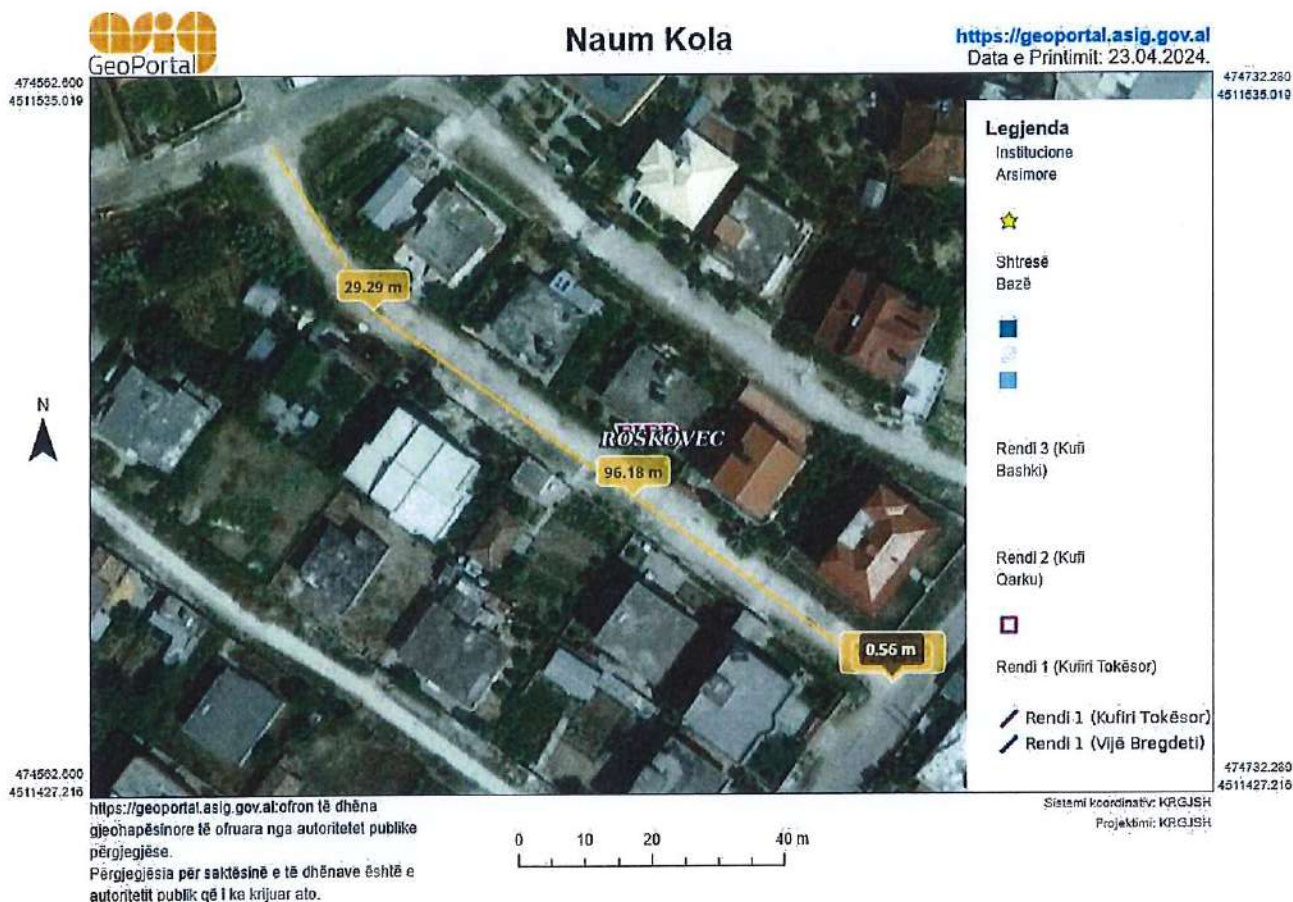 asig
GeoPortal
Naum Kola
https://geoportal.asig.gov.al
Data e Printimit: 23.04.2024.
474562.600
4511535.019
474732.280
4511535.019
Legjenda
Institucione
Arsimore
Shtresë
Bazë
29.29 m
N
ROSKOVEC
96.18 m
Rendi 3 (Kufi
Bashki)
Rendi 2 (Kufi
Qarku)
0.56 m
Rendi 1 (Kufiri Tokësor)
Rendi 1 (Kufiri Tokësor)
Rendi 1 (Vijë Bregdeti)
474562.600
4511427.216
474732.280
4511427.216
https://geoportal.asig.gov.al:ofron të dhëna
gjeohapësinore të ofruara nga autoritetet publike
përgjegjëse.
Përgjegjësia për saktësinë e të dhënave është e
autoritetit publik që i ka krijuar ato.
0 10 20 40 m
Sistemi koordinativ: KRGJSH
Projektimi: KRGJSH